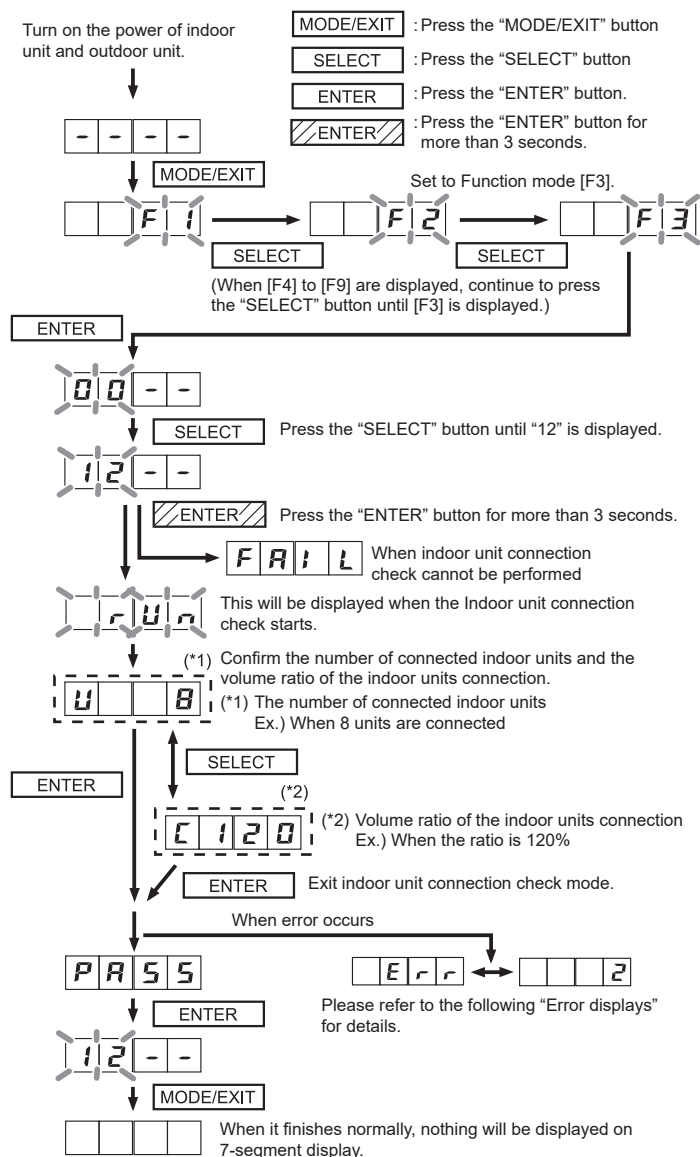 Turn on the power of indoor
unit and outdoor unit.
MODE/EXIT : Press the “MODE/EXIT” button
SELECT : Press the “SELECT” button
ENTER : Press the “ENTER” button.
ENTER : Press the “ENTER” button for
more than 3 seconds.
- - - -
MODE/EXIT
Set to Function mode [F3].
F 1 F 2 F 3
SELECT SELECT
(When [F4] to [F9] are displayed, continue to press
the “SELECT” button until [F3] is displayed.)
ENTER
0 0 - -
SELECT Press the “SELECT” button until “12” is displayed.
1 2 - -
ENTER Press the “ENTER” button for more than 3 seconds.
F A I L When indoor unit connection
check cannot be performed
r U n This will be displayed when the Indoor unit connection
check starts.
(*1) Confirm the number of connected indoor units and the
volume ratio of the indoor units connection.
U 8 (*1) The number of connected indoor units
Ex.) When 8 units are connected
SELECT
ENTER
(*2)
C 1 2 0 (*2) Volume ratio of the indoor units connection
Ex.) When the ratio is 120%
ENTER Exit indoor unit connection check mode.
When error occurs
P A S S E r r 2
Please refer to the following “Error displays”
for details.
ENTER
1 2 - -
MODE/EXIT
When it finishes normally, nothing will be displayed on
7-segment display.